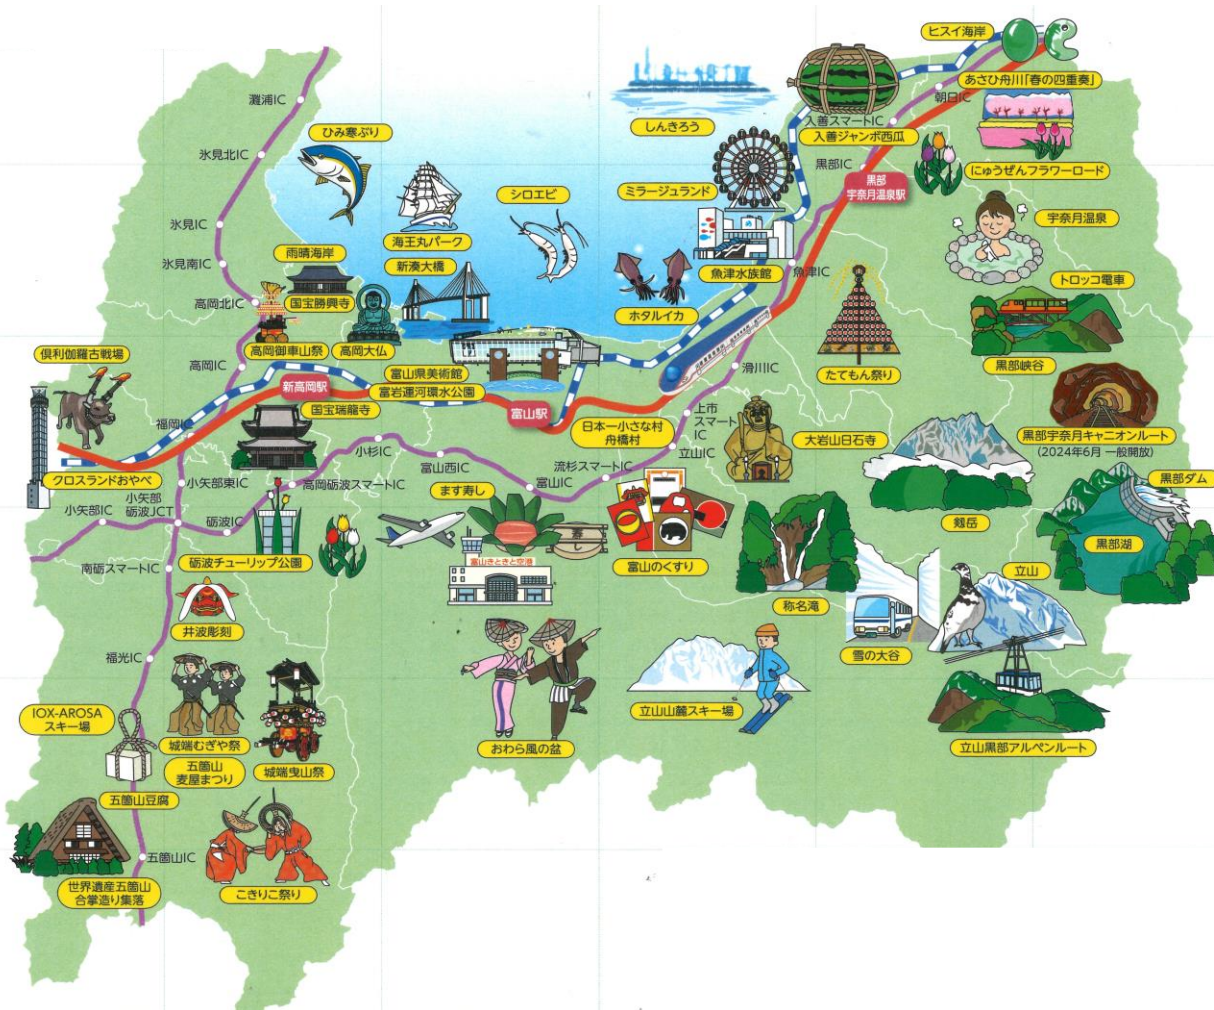 ヒスイ海岸
あさひ舟川「春の四重奏」
朝日IC
入善スマートIC
入善ジャンボ西瓜
にゅうぜんフラワーロード
黒部IC
黒部
宇奈月温泉駅
宇奈月温泉
トロッコ電車
黒部峡谷
黒部宇奈月キャニオンルート
(2024年6月 一般開放)
黒部ダム
黒部湖
しんきろう
ミラージュランド
魚津水族館
魚津IC
ホタルイカ
たてもん祭り
滑川IC
シロエビ
灘浦IC
ひみ寒ぶり
氷見北IC
氷見IC
氷見南IC
海王丸パーク
新湊大橋
雨晴海岸
国宝勝興寺
高岡北IC
高岡御車山祭
高岡大仏
高岡IC
富山県美術館
富岩運河環水公園
富山駅
新高岡駅
国宝瑞龍寺
倶利伽羅古戦場
福岡IC
クロスランドおやべ
小矢部東IC
小矢部IC
小矢部
砺波JCT
砺波IC
高岡砺波スマートIC
小杉IC
富山西IC
富山IC
流杉スマートIC
立山IC
上市
スマート
IC
日本一小さな村
舟橋村
大岩山日石寺
剱岳
ます寿し
寿し
富山きときと空港
富山のくすり
称名滝
雪の大谷
立山
立山黒部アルペンルート
立山山麓スキー場
おわら風の盆
砺波チューリップ公園
南砺スマートIC
井波彫刻
福光IC
IOX-AROSA
スキー場
城端むぎや祭
五箇山
麦屋まつり
城端曳山祭
五箇山豆腐
五箇山IC
世界遺産五箇山
合掌造り集落
こきりこ祭り